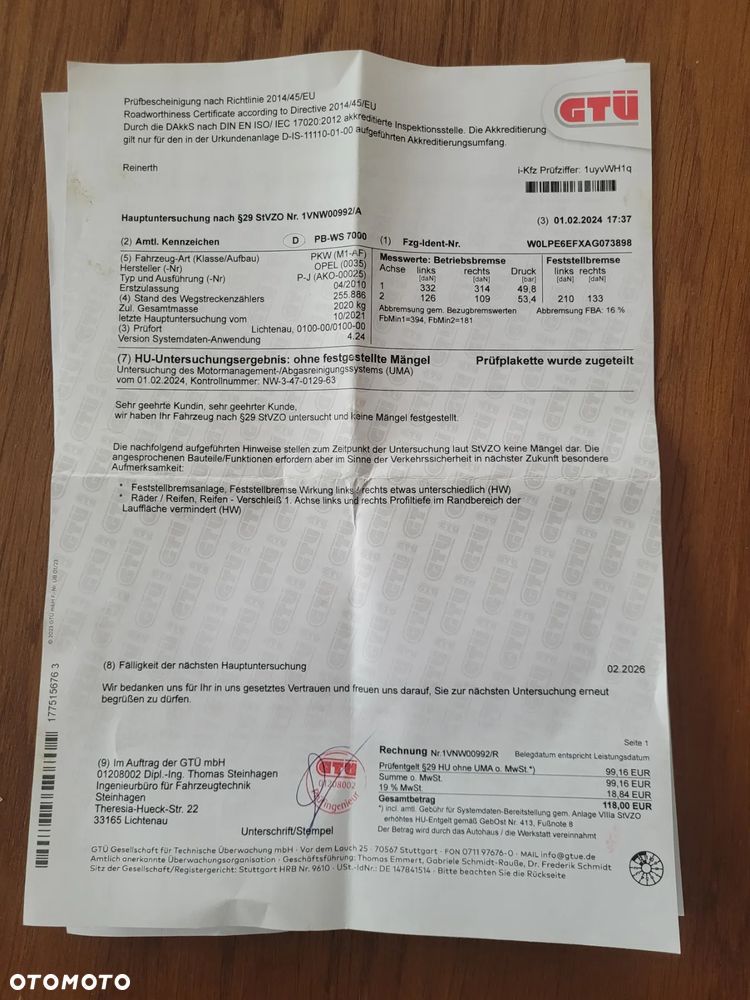 Prüfbescheinigung nach Richtlinie 2014/45/EU
Roadworthiness Certificate according to Directive 2014/45/EU
Durch die DAkkS nach DIN EN ISO/ IEC 17020:2012 akkreditierte Inspektionsstelle. Die Akkreditierung
gilt nur für den in der Urkundenanlage D-IS-11110-01-00 aufgeführten Akkreditierungsumfang.
GTÜ
Reinerth
i-Kfz Prüfziffer: 1uyvWH1q
Hauptuntersuchung nach §29 StVZO Nr. 1VNW00992/A
(3) 01.02.2024 17:37
(2) Amtl. Kennzeichen D PB-WS 7000
(1) Fzg-Ident-Nr. W0LPE6EFXAG073898
(5) Fahrzeug-Art (Klasse/Aufbau) PKW (M1-AF)
Hersteller (-Nr) OPEL (0035)
Typ und Ausführung (-Nr) P-J (AKO-00025)
Erstzulassung 04/2010
(4) Stand des Wegstreckenzählers 255.886
Zul. Gesamtmasse 2020 kg
letzte Hauptuntersuchung vom 10/2021
(3) Prüfort Lichtenau, 0100-00/0100-00
Version Systemdaten-Anwendung 4.24
Messwerte: Betriebsbremse Feststellbremse
Achse links rechts Druck links rechts
[daN] [daN] [bar] [daN] [daN]
1 332 314 49,8
2 126 109 53,4 210 133
Abbremsung gem. Bezugbremswerten Abbremsung FBA: 16 %
FbMin1=394, FbMin2=181
(7) HU-Untersuchungsergebnis: ohne festgestellte Mängel Prüfplakette wurde zugeteilt
Untersuchung des Motormanagement-/Abgasreinigungssystems (UMA)
vom 01.02.2024, Kontrollnummer: NW-3-47-0129-63
Sehr geehrte Kundin, sehr geehrter Kunde,
wir haben Ihr Fahrzeug nach §29 StVZO untersucht und keine Mängel festgestellt.
Die nachfolgend aufgeführten Hinweise stellen zum Zeitpunkt der Untersuchung laut StVZO keine Mängel dar. Die
angesprochenen Bauteile/Funktionen erfordern aber im Sinne der Verkehrssicherheit in nächster Zukunft besondere
Aufmerksamkeit:
* Feststellbremsanlage, Feststellbremse Wirkung links / rechts etwas unterschiedlich (HW)
* Räder / Reifen, Reifen - Verschleiß 1. Achse links und rechts Profiltiefe im Randbereich der
Lauffläche vermindert (HW)
177515676 3
(8) Fälligkeit der nächsten Hauptuntersuchung 02.2026
Wir bedanken uns für Ihr in uns gesetztes Vertrauen und freuen uns darauf, Sie zur nächsten Untersuchung erneut
begrüßen zu dürfen.
Seite 1
(9) Im Auftrag der GTÜ mbH
01208002 Dipl.-Ing. Thomas Steinhagen
Ingenieurbüro für Fahrzeugtechnik
Steinhagen
Theresia-Hueck-Str. 22
33165 Lichtenau
GTÜ
01208002
Prüfingenieur
Unterschrift/Stempel
Rechnung Nr.1VNW00992/R Belegdatum entspricht Leistungsdatum
Prüfentgelt §29 HU ohne UMA o. MwSt.*) 99,16 EUR
Summe o. MwSt. 99,16 EUR
19 % MwSt. 18,84 EUR
Gesamtbetrag 118,00 EUR
*) incl. amtl. Gebühr für Systemdaten-Bereitstellung gem. Anlage VIIIa StVZO
erhöhtes HU-Entgelt gemäß GebOst Nr. 413, Fußnote 8
Der Betrag wird durch das Autohaus / die Werkstatt vereinnahmt
GTÜ Gesellschaft für Technische Überwachung mbH · Vor dem Lauch 25 · 70567 Stuttgart · FON 0711 97676-0 · MAIL info@gtue.de
Amtlich anerkannte Überwachungsorganisation · Geschäftsführung: Thomas Emmert, Gabriele Schmidt-Rauße, Dr. Frederik Schmidt
Sitz der Gesellschaft/Registergericht: Stuttgart HRB Nr. 9610 · USt.-IdNr.: DE 147841514 · Bitte beachten Sie die Rückseite
OTOMOTO